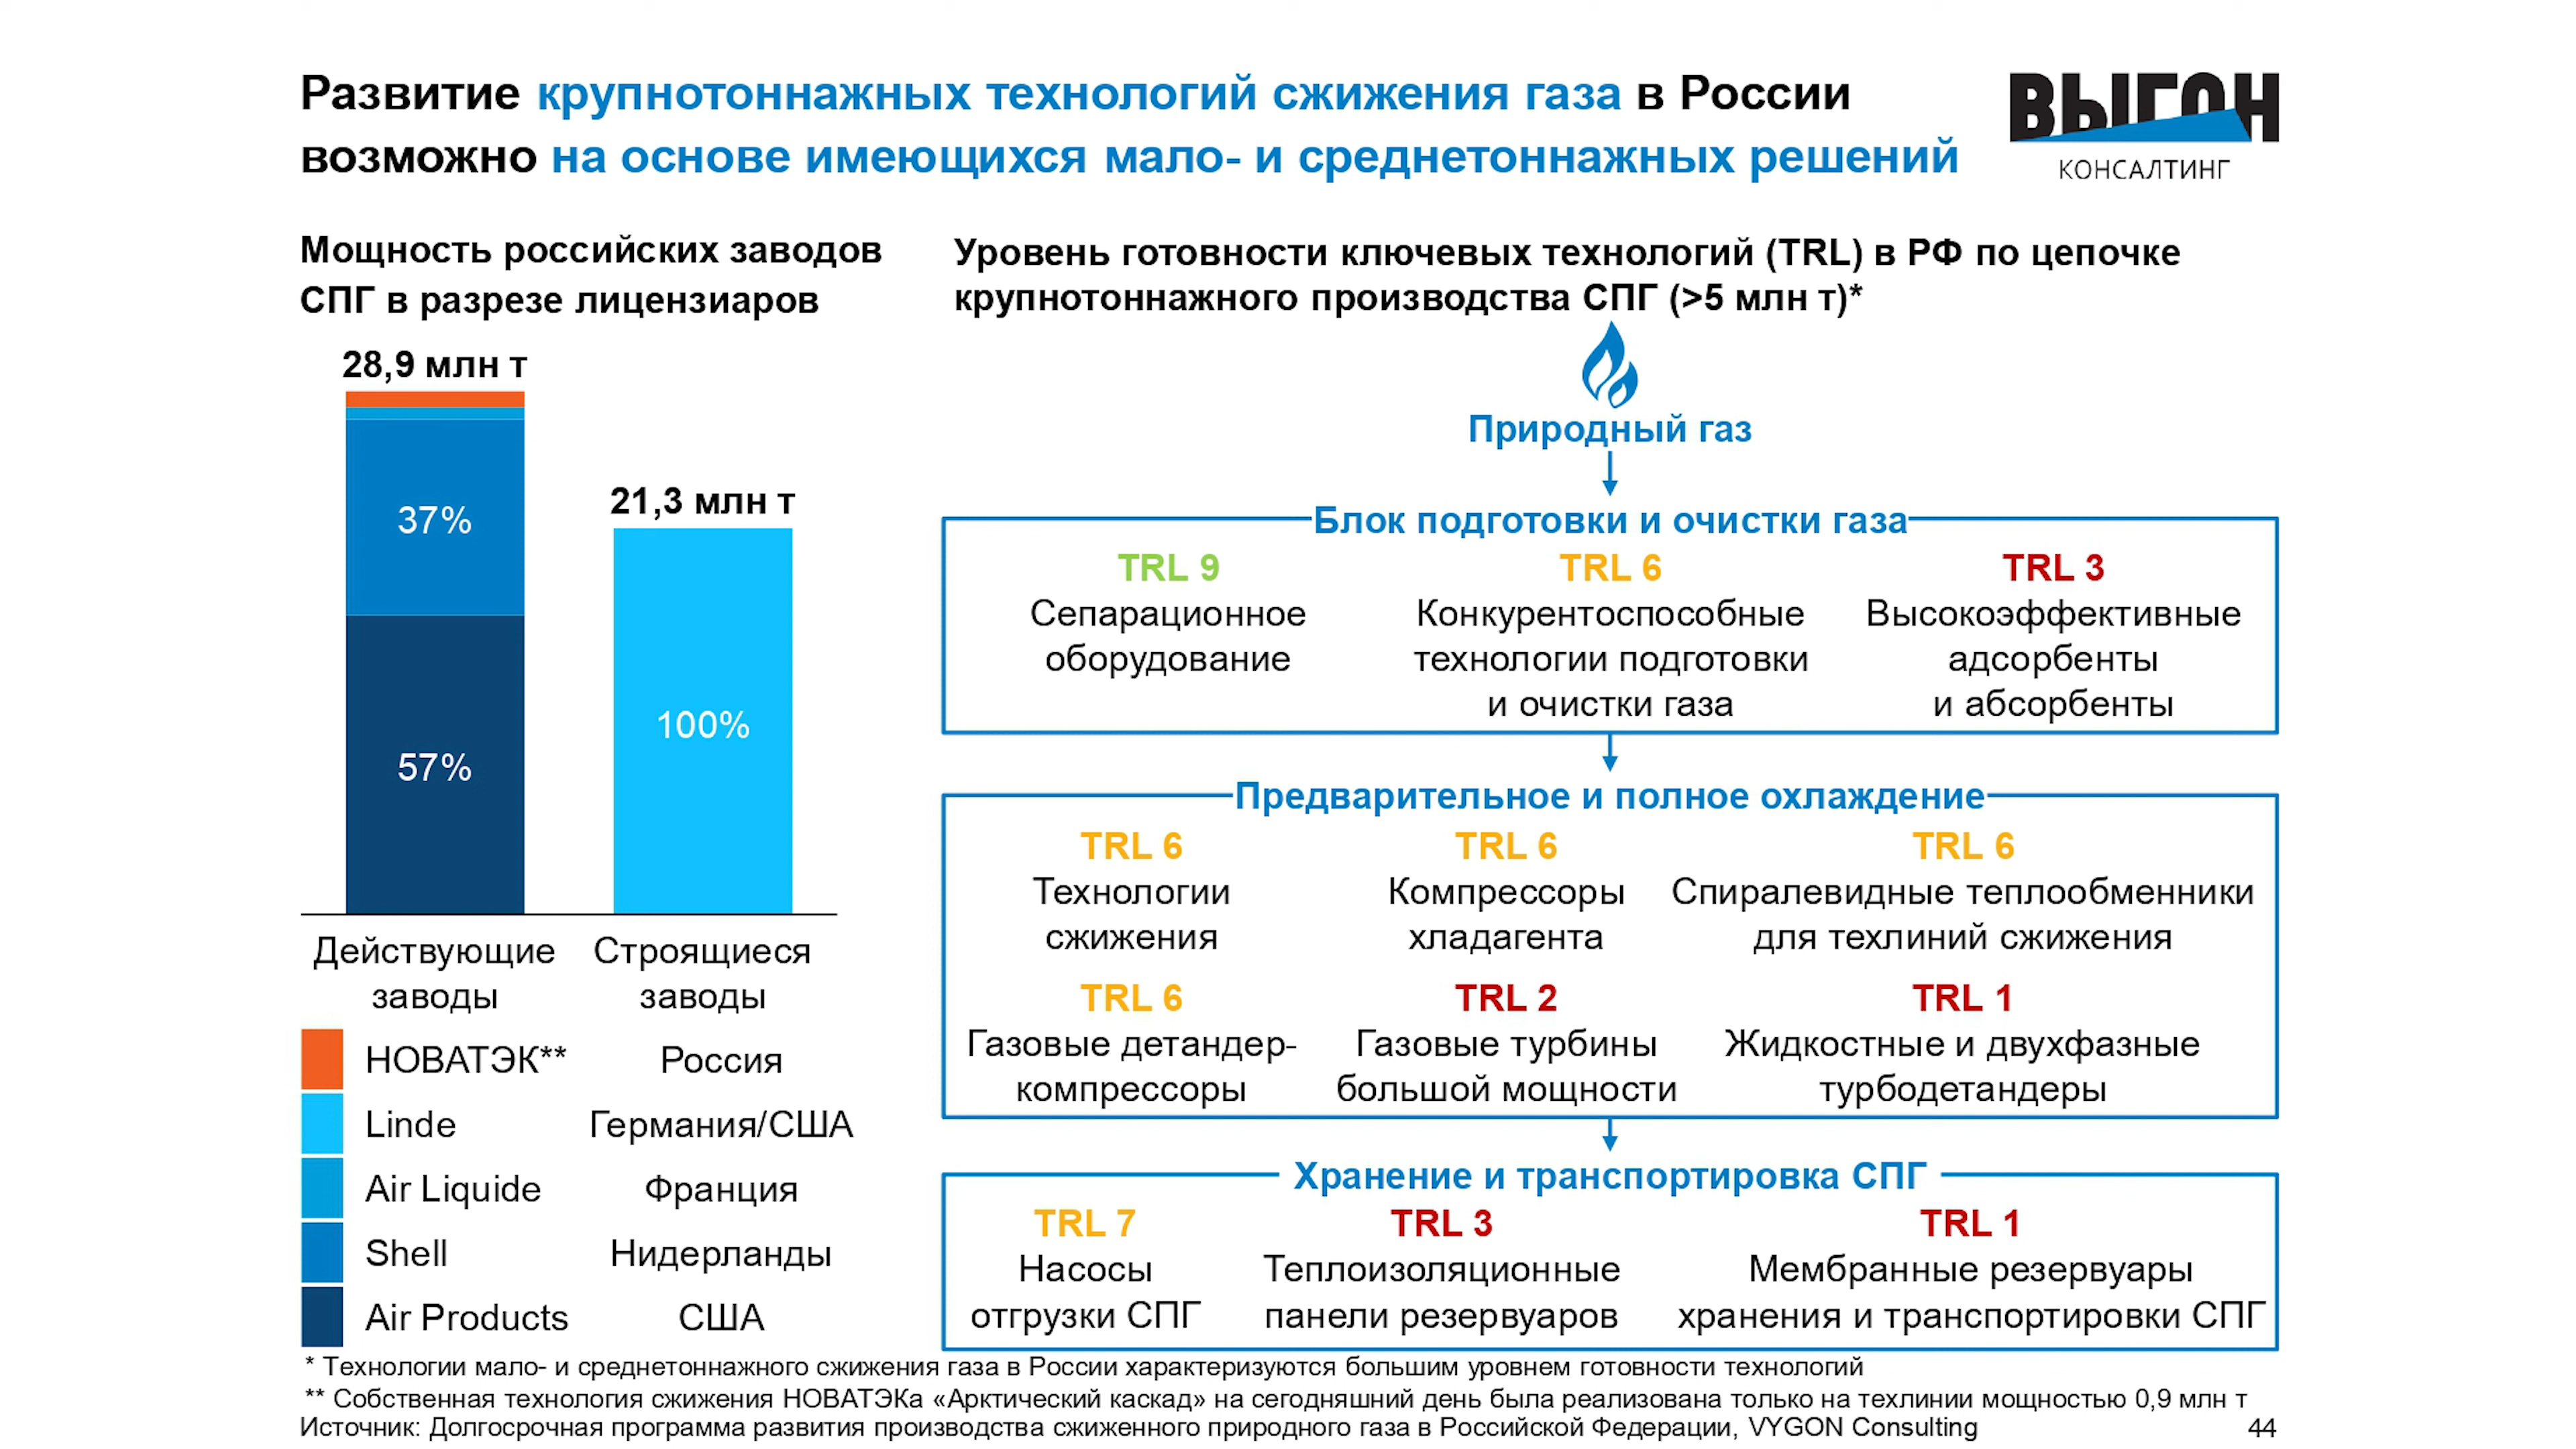 Развитие крупнотоннажных технологий сжижения газа в России
возможно на основе имеющихся мало- и среднетоннажных решений
ВЫГОН
КОНСАЛТИНГ
Мощность российских заводов
СПГ в разрезе лицензиаров
28,9 млн т
37%
57%
21,3 млн т
100%
Действующие
заводы
Строящиеся
заводы
НОВАТЭК** Россия
Linde Германия/США
Air Liquide Франция
Shell Нидерланды
Air Products США
Уровень готовности ключевых технологий (TRL) в РФ по цепочке
крупнотоннажного производства СПГ (>5 млн т)*
Природный газ
Блок подготовки и очистки газа
TRL 9
Сепарационное
оборудование
TRL 6
Конкурентоспособные
технологии подготовки
и очистки газа
TRL 3
Высокоэффективные
адсорбенты
и абсорбенты
Предварительное и полное охлаждение
TRL 6
Технологии
сжижения
TRL 6
Компрессоры
хладагента
TRL 6
Спиралевидные теплообменники
для техлиний сжижения
TRL 6
Газовые детандер-
компрессоры
TRL 2
Газовые турбины
большой мощности
TRL 1
Жидкостные и двухфазные
турбодетандеры
Хранение и транспортировка СПГ
TRL 7
Насосы
отгрузки СПГ
TRL 3
Теплоизоляционные
панели резервуаров
TRL 1
Мембранные резервуары
хранения и транспортировки СПГ
* Технологии мало- и среднетоннажного сжижения газа в России характеризуются большим уровнем готовности технологий
** Собственная технология сжижения НОВАТЭКа «Арктический каскад» на сегодняшний день была реализована только на техлинии мощностью 0,9 млн т
Источник: Долгосрочная программа развития производства сжиженного природного газа в Российской Федерации, VYGON Consulting
44